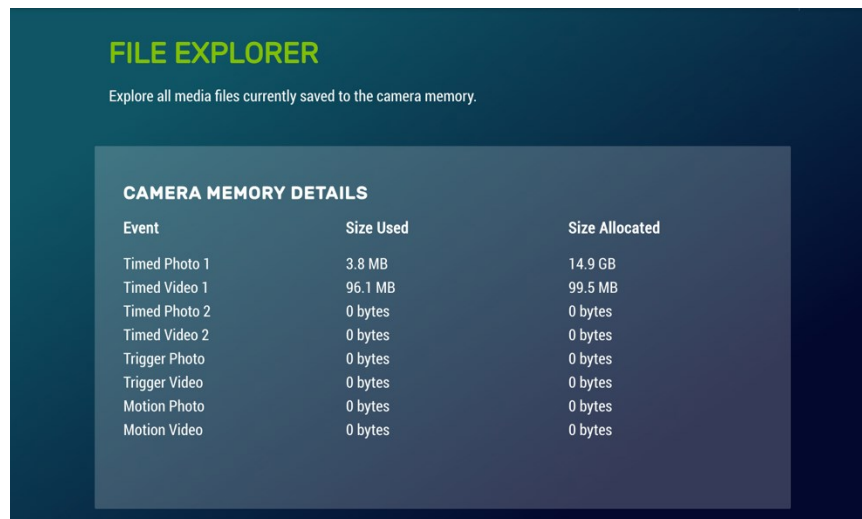 FILE EXPLORER
Explore all media files currently saved to the camera memory.
CAMERA MEMORY DETAILS
Event Size Used Size Allocated
Timed Photo 1 3.8 MB 14.9 GB
Timed Video 1 96.1 MB 99.5 MB
Timed Photo 2 0 bytes 0 bytes
Timed Video 2 0 bytes 0 bytes
Trigger Photo 0 bytes 0 bytes
Trigger Video 0 bytes 0 bytes
Motion Photo 0 bytes 0 bytes
Motion Video 0 bytes 0 bytes